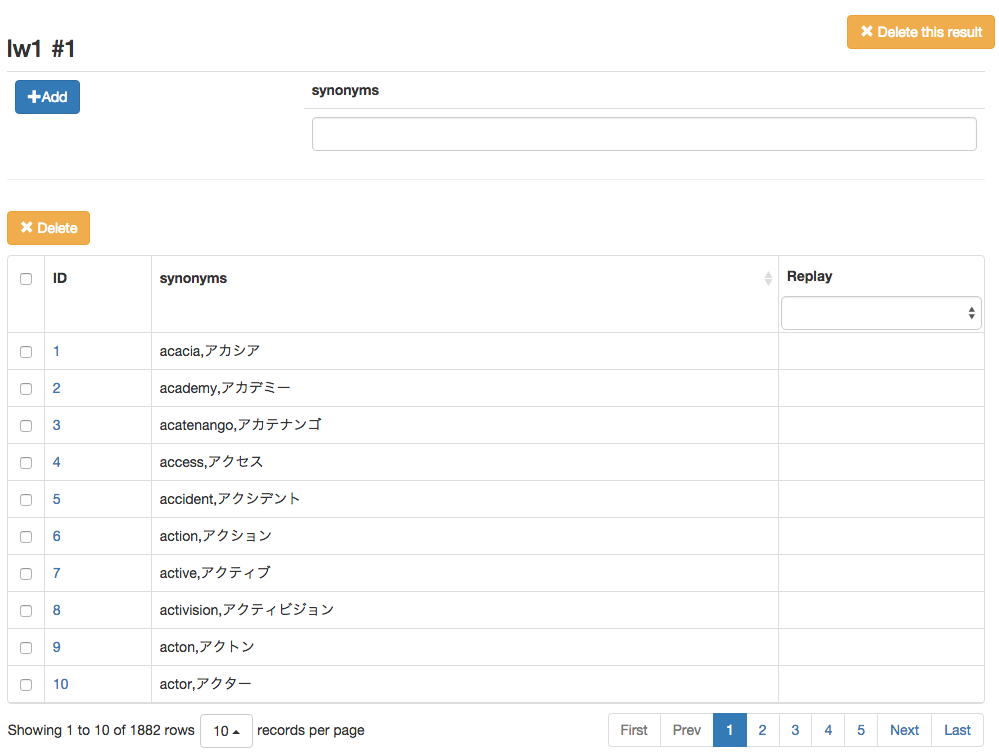 lw1 #1
Delete this result
Add
synonyms
Delete
ID synonyms Replay
1 acacia,アカシア
2 academy,アカデミー
3 acatenango,アカテナンゴ
4 access,アクセス
5 accident,アクシデント
6 action,アクション
7 active,アクティブ
8 activision,アクティビジョン
9 acton,アクトン
10 actor,アクター
Showing 1 to 10 of 1882 rows 10 records per page First Prev 1 2 3 4 5 Next Last